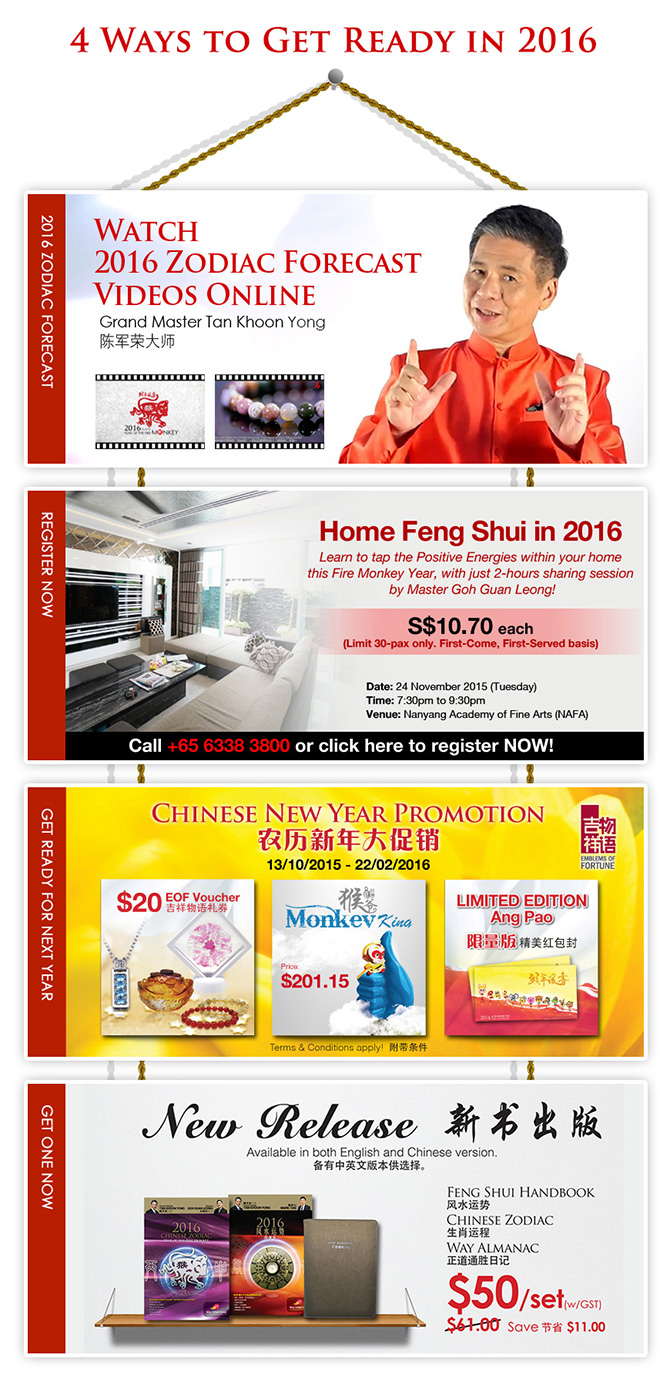 4 Ways to Get Ready in 2016
2016 Zodiac Forecast
Watch
2016 Zodiac Forecast
Videos Online
Grand Master Tan Khoon Yong
陈军荣大师
2016
MONKEY
REGISTER NOW
Home Feng Shui in 2016
Learn to tap the Positive Energies within your home
this Fire Monkey Year, with just 2-hours sharing session
by Master Goh Guan Leong!
S$10.70 each
(Limit 30-pax only. First-Come, First-Served basis)
Date: 24 November 2015 (Tuesday)
Time: 7:30pm to 9:30pm
Venue: Nanyang Academy of Fine Arts (NAFA)
Call +65 6338 3800 or click here to register NOW!
GET READY FOR NEXT YEAR
Chinese New Year Promotion
农历新年大促销
13/10/2015 - 22/02/2016
吉祥物语
EMBLEMS OF
FORTUNE
$20 EOF Voucher
吉祥物语礼券
猴
Monkey King
Price:
$201.15
LIMITED EDITION
Ang Pao
限量版 精美红包封
Terms & Conditions apply! 附带条件
GET ONE NOW
New Release 新书出版
Available in both English and Chinese version.
备有中英文版本供选择。
Feng Shui Handbook
风水运势
Chinese Zodiac
生肖运程
Way Almanac
正道通胜日记
$50/set(w/GST)
$61.00 Save 节省 $11.00
2016
CHINESE ZODIAC
2016
风水运势